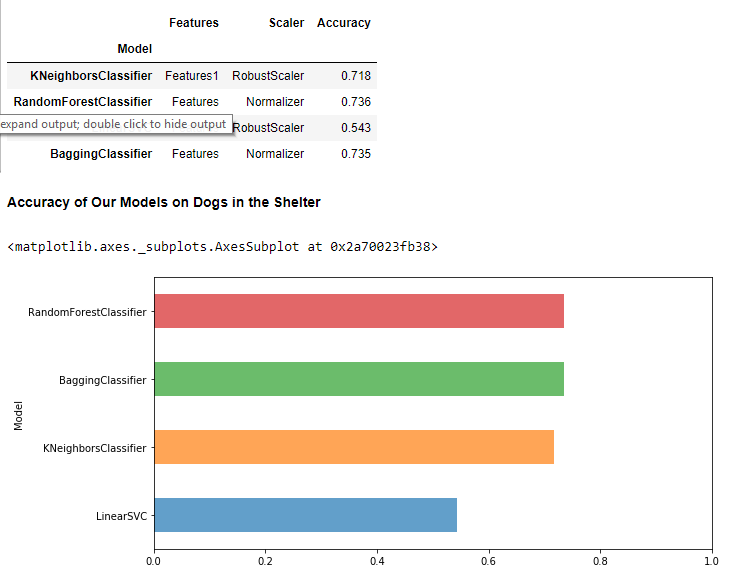 Features Scaler Accuracy
Model
KNeighborsClassifier Features1 RobustScaler 0.718
RandomForestClassifier Features Normalizer 0.736
expand output; double click to hide output RobustScaler 0.543
BaggingClassifier Features Normalizer 0.735
Accuracy of Our Models on Dogs in the Shelter
<matplotlib.axes._subplots.AxesSubplot at 0x2a70023fb38>
RandomForestClassifier
BaggingClassifier
Model
KNeighborsClassifier
LinearSVC
0.0 0.2 0.4 0.6 0.8 1.0